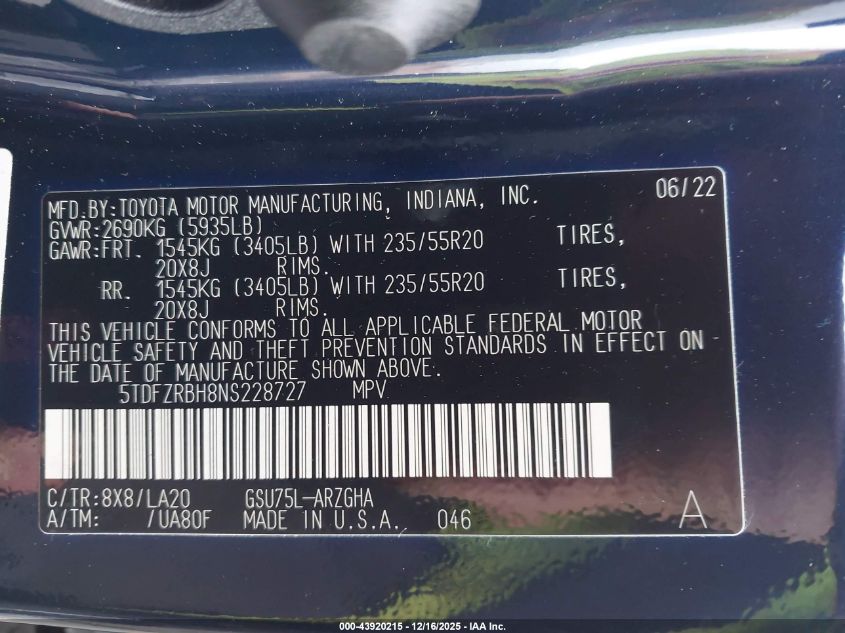 MFD.BY:TOYOTA MOTOR MANUFACTURING, INDIANA, INC. 06/22
GVWR:2690KG (5935LB)
GAWR:FRT. 1545KG (3405LB) WITH 235/55R20 TIRES,
20X8J RIMS.
RR. 1545KG (3405LB) WITH 235/55R20 TIRES,
20X8J RIMS.
THIS VEHICLE CONFORMS TO ALL APPLICABLE FEDERAL MOTOR
VEHICLE SAFETY AND THEFT PREVENTION STANDARDS IN EFFECT ON
THE DATE OF MANUFACTURE SHOWN ABOVE.
5TDFZRBH8NS228727 MPV
C/TR:8X8/LA20 GSU75L-ARZGHA
A/TM: /UA80F MADE IN U.S.A. 046 A
000-43920215 - 12/16/2025 - IAA Inc.